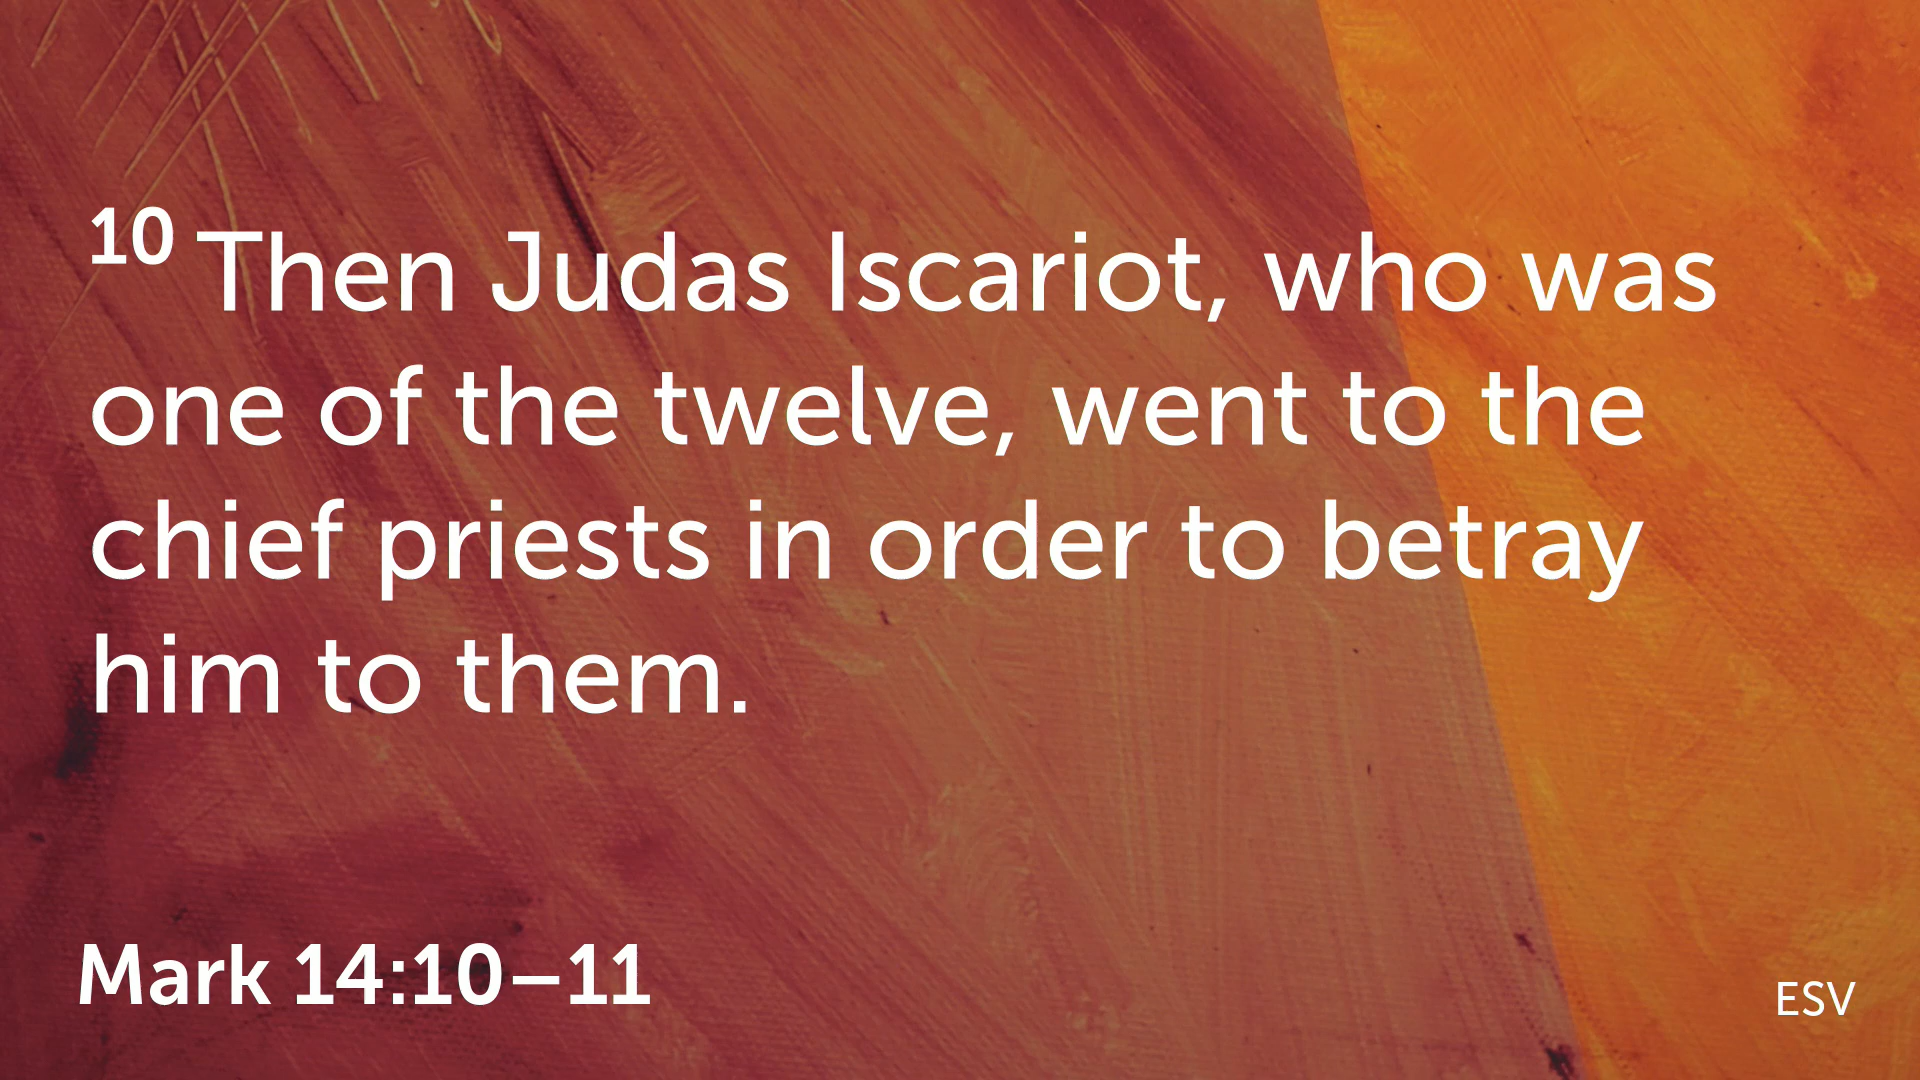 10 Then Judas Iscariot, who was
one of the twelve, went to the
chief priests in order to betray
him to them.
Mark 14:10–11
ESV